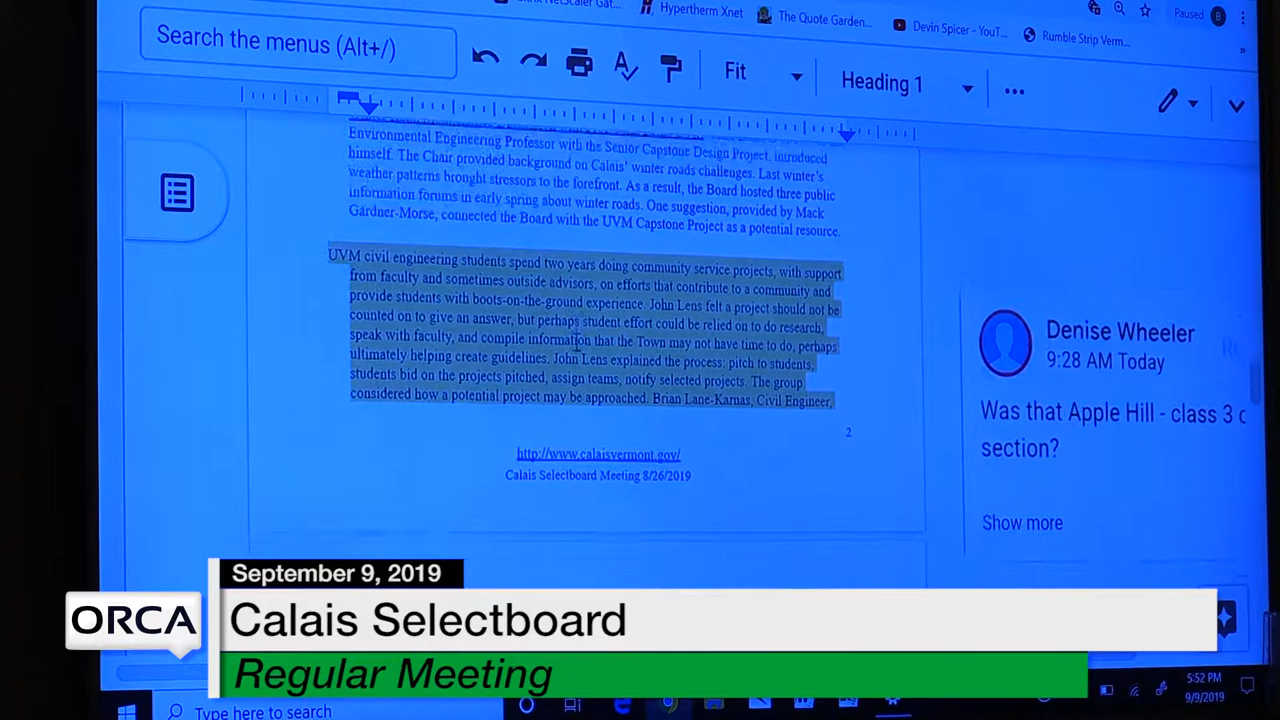 Hypertherm Xnet
The Quote Garden...
Devin Spicer - YouT...
Rumble Strip Verm...
Paused
B
Search the menus (Alt+/)
Fit
Heading 1
Environmental Engineering Professor with the Senior Capstone Design Project, introduced
himself. The Chair provided background on Calais' winter roads challenges. Last winter's
weather patterns brought stressors to the forefront. As a result, the Board hosted three public
information forums in early spring about winter roads. One suggestion, provided by Mack
Gardner-Morse, connected the Board with the UVM Capstone Project as a potential resource.
UVM civil engineering students spend two years doing community service projects, with support
from faculty and sometimes outside advisors, on efforts that contribute to a community and
provide students with boots-on-the-ground experience. John Lens felt a project should not be
counted on to give an answer, but perhaps student effort could be relied on to do research,
speak with faculty, and compile information that the Town may not have time to do, perhaps
ultimately helping create guidelines. John Lens explained the process: pitch to students,
students bid on the projects pitched, assign teams, notify selected projects. The group
considered how a potential project may be approached. Brian Lane-Karnas, Civil Engineer,
2
http://www.calaisvermont.gov/
Calais Selectboard Meeting 8/26/2019
Denise Wheeler
9:28 AM Today
Was that Apple Hill - class 3
section?
Show more
September 9, 2019
ORCA
Calais Selectboard
Regular Meeting
Type here to search
5:52 PM
9/9/2019